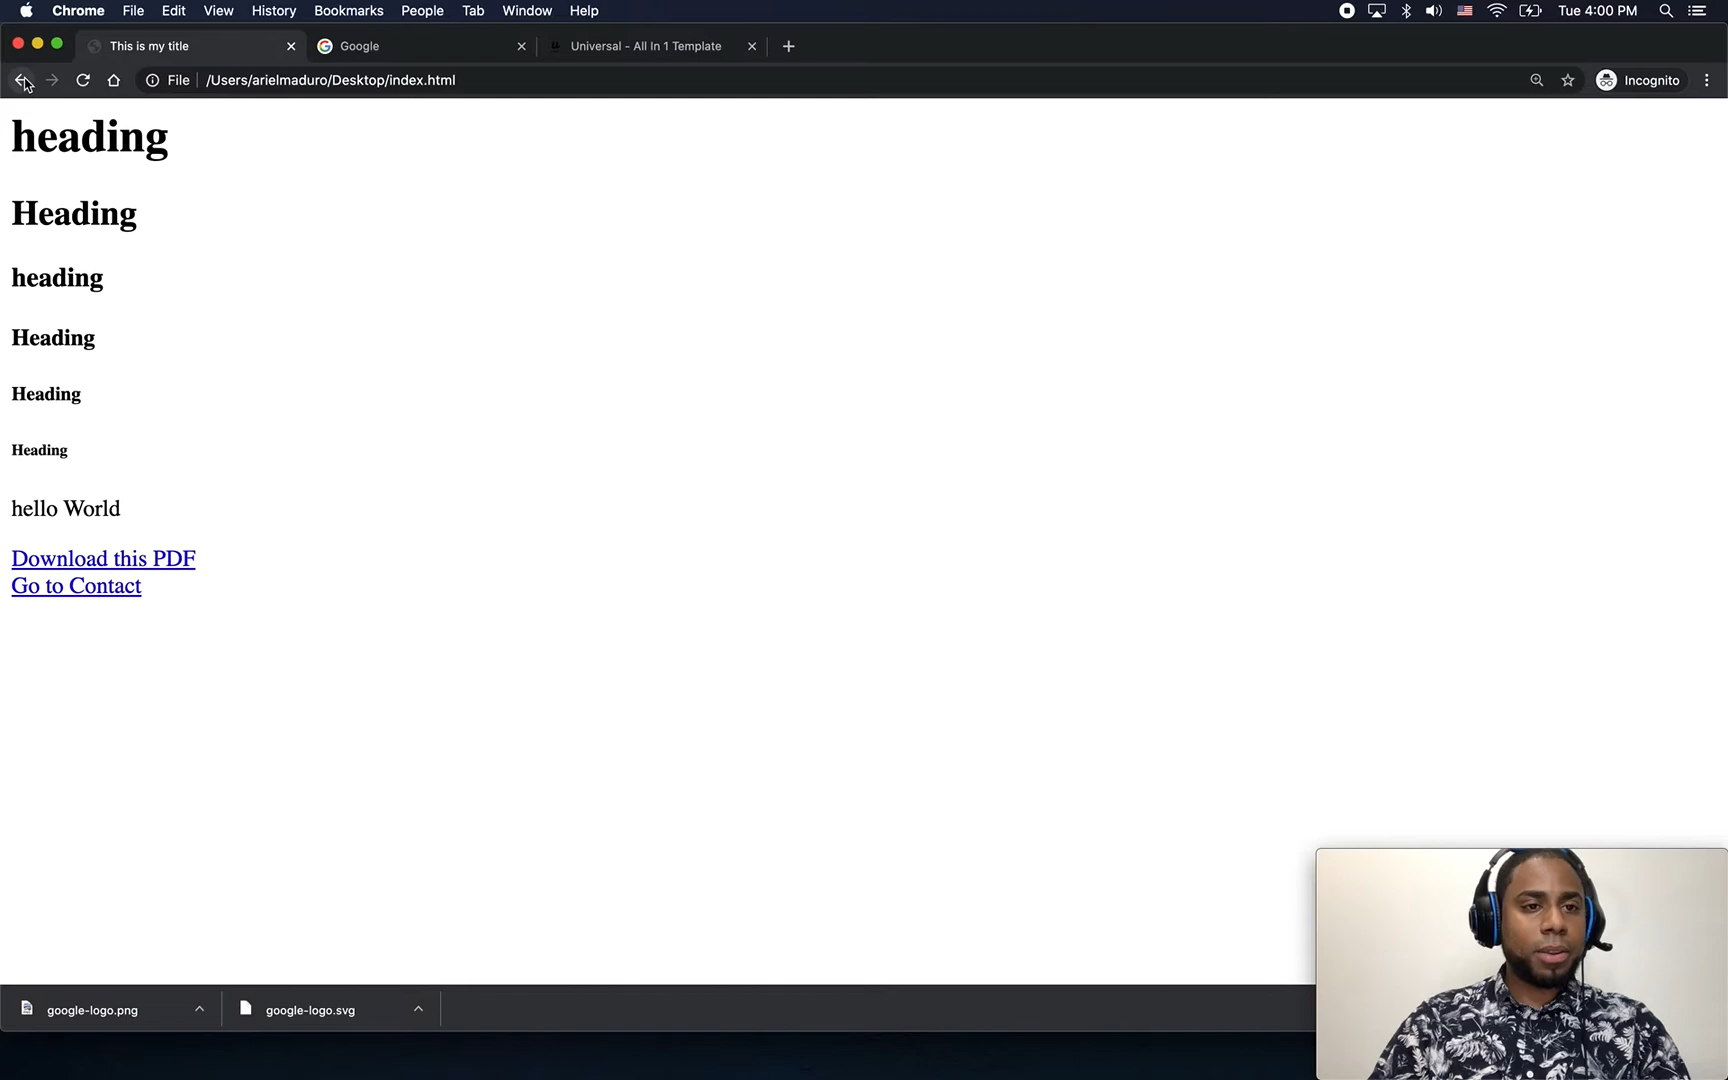 Chrome File Edit View History Bookmarks People Tab Window Help Tue 4:00 PM
This is my title Google Universal - All In 1 Template
File /Users/arielmaduro/Desktop/index.html Incognito
heading
Heading
heading
Heading
Heading
Heading
hello World
Download this PDF
Go to Contact
google-logo.png google-logo.svg